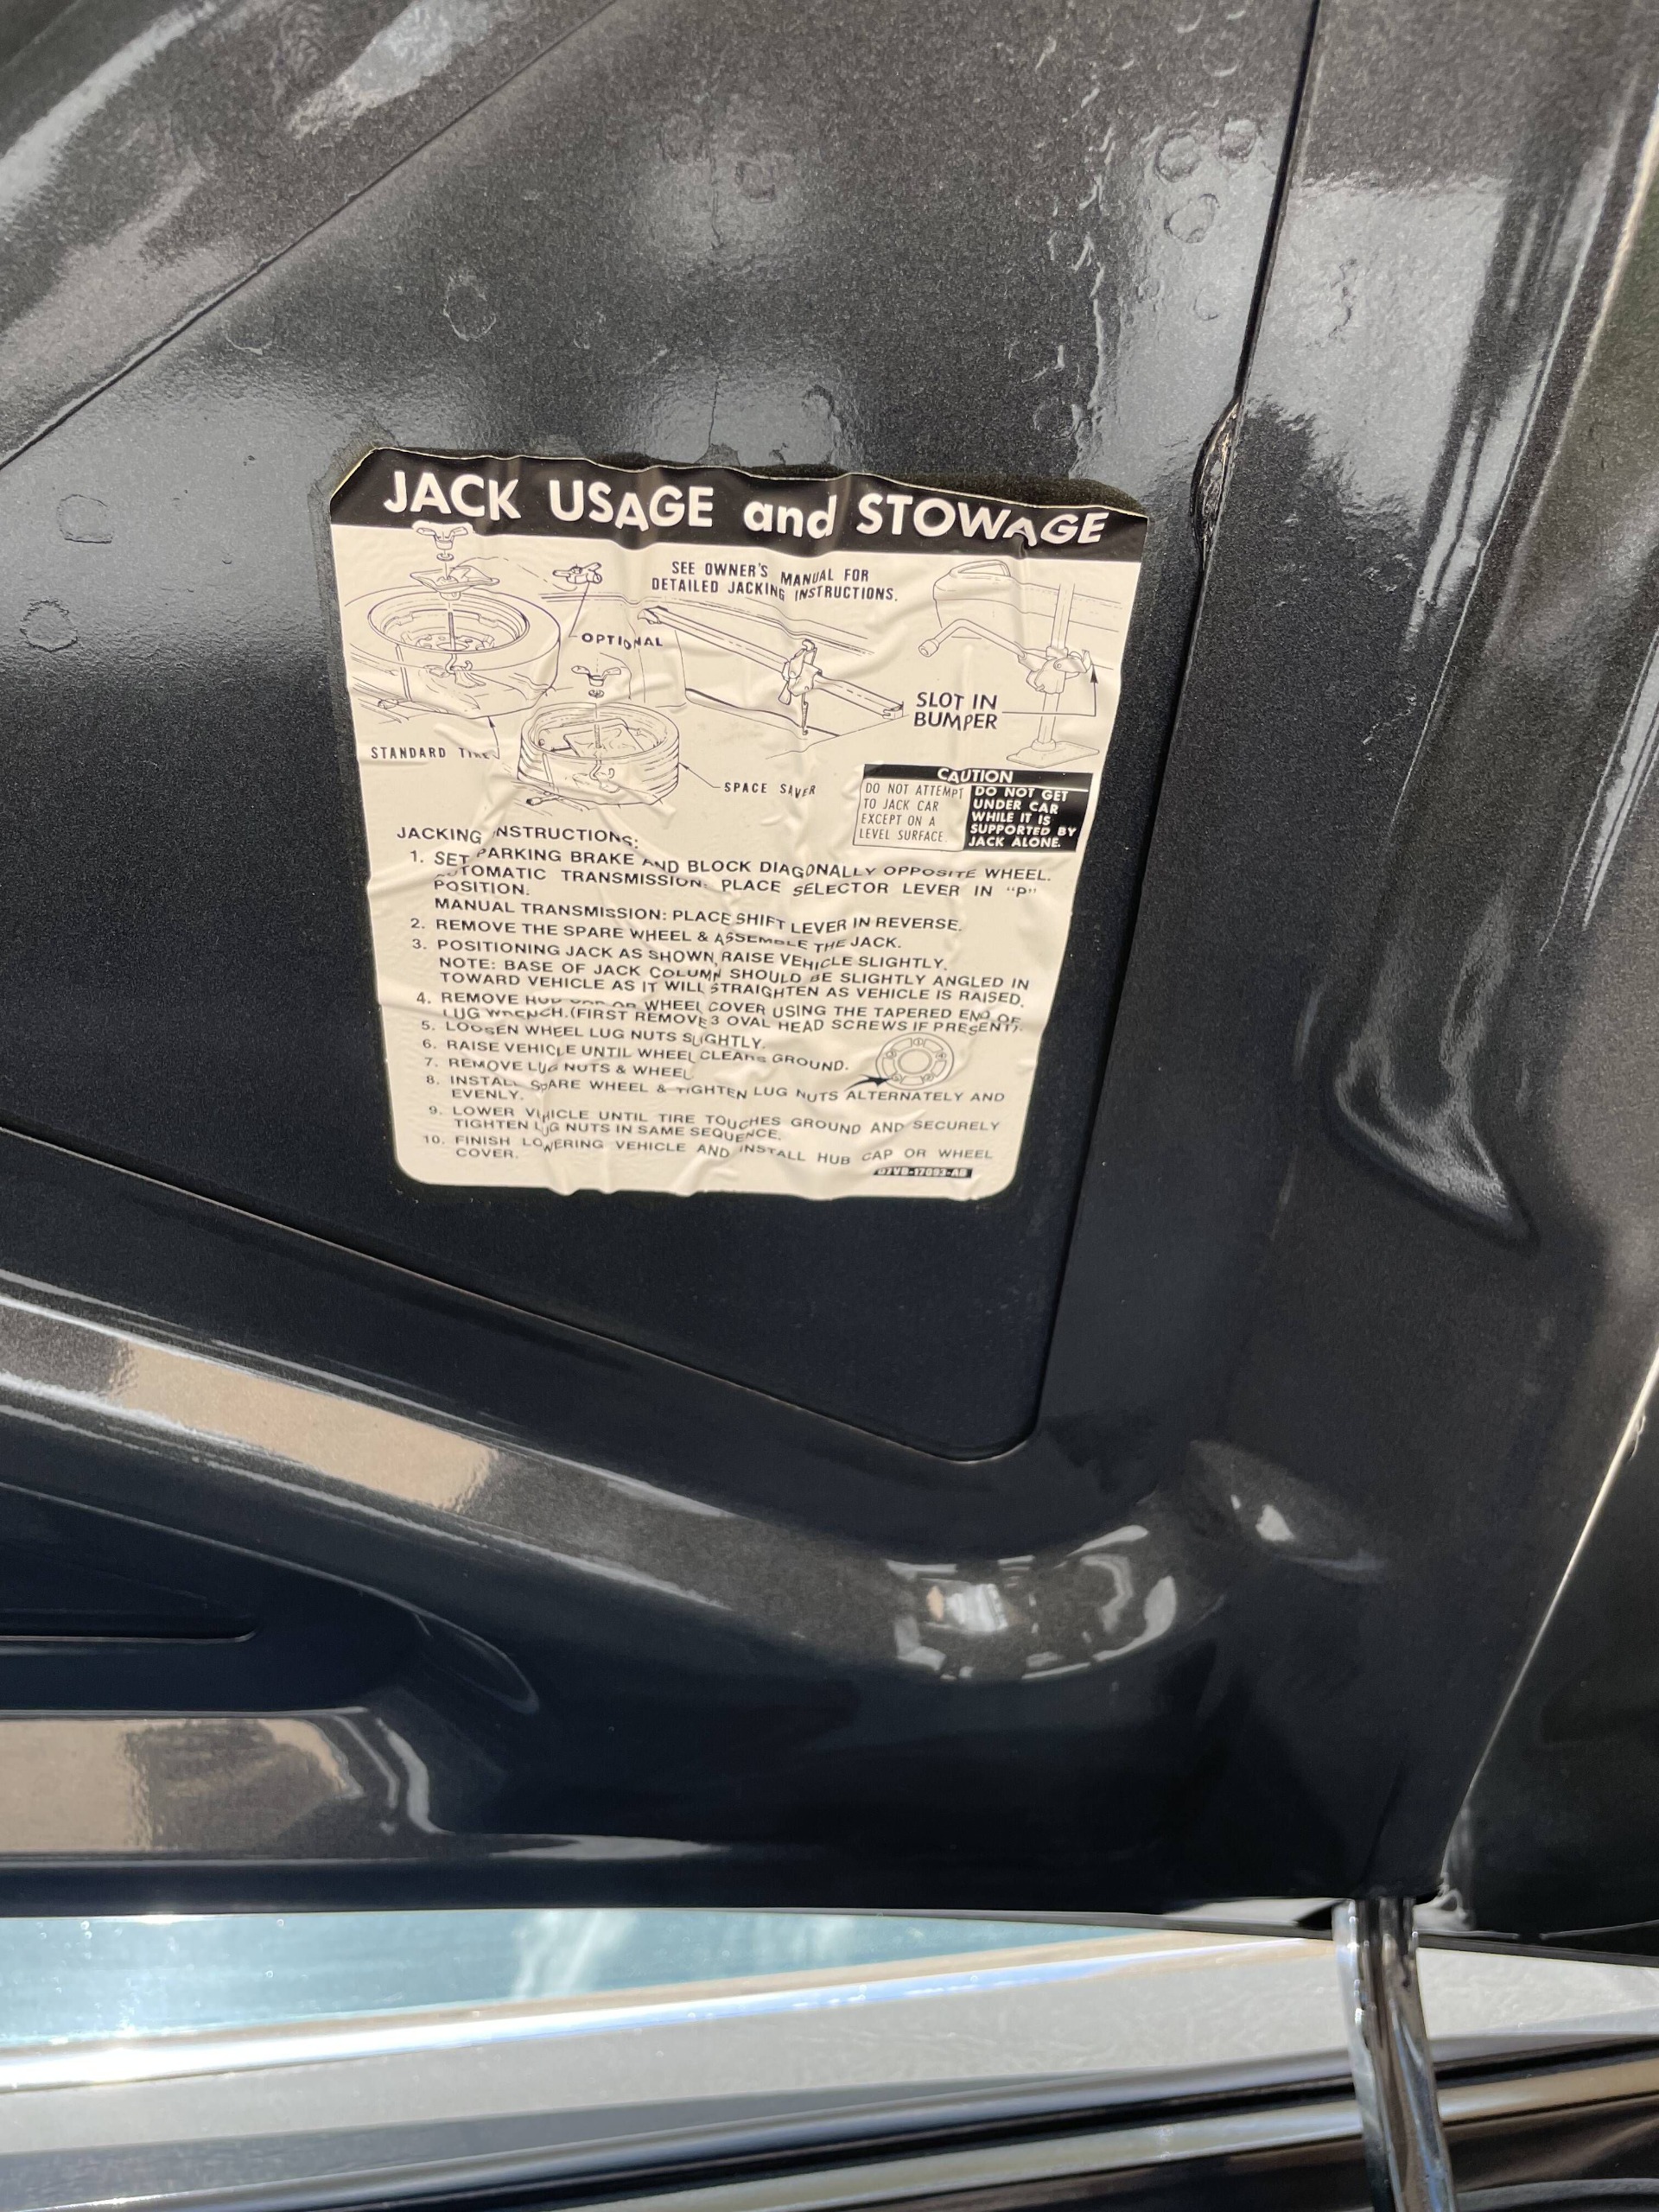 JACK USAGE and STOWAGE
SEE OWNER'S MANUAL FOR
DETAILED JACKING INSTRUCTIONS.
OPTIONAL
SLOT IN
BUMPER
STANDARD TIRE
SPACE SAVER
CAUTION
DO NOT ATTEMPT
TO JACK CAR
EXCEPT ON A
LEVEL SURFACE.
DO NOT GET
UNDER CAR
WHILE IT IS
SUPPORTED BY
JACK ALONE.
JACKING INSTRUCTIONS:
1. SET PARKING BRAKE AND BLOCK DIAGONALLY OPPOSITE WHEEL.
AUTOMATIC TRANSMISSION: PLACE SELECTOR LEVER IN "P"
POSITION.
MANUAL TRANSMISSION: PLACE SHIFT LEVER IN REVERSE.
2. REMOVE THE SPARE WHEEL & ASSEMBLE THE JACK.
3. POSITIONING JACK AS SHOWN, RAISE VEHICLE SLIGHTLY.
NOTE: BASE OF JACK COLUMN SHOULD BE SLIGHTLY ANGLED IN
TOWARD VEHICLE AS IT WILL STRAIGHTEN AS VEHICLE IS RAISED.
4. REMOVE HUB CAP OR WHEEL COVER USING THE TAPERED END OF
LUG WRENCH.(FIRST REMOVE 3 OVAL HEAD SCREWS IF PRESENT).
5. LOOSEN WHEEL LUG NUTS SLIGHTLY.
6. RAISE VEHICLE UNTIL WHEEL CLEARS GROUND.
7. REMOVE LUG NUTS & WHEEL
8. INSTALL SPARE WHEEL & TIGHTEN LUG NUTS ALTERNATELY AND
EVENLY.
9. LOWER VEHICLE UNTIL TIRE TOUCHES GROUND AND SECURELY
TIGHTEN LUG NUTS IN SAME SEQUENCE.
10. FINISH LOWERING VEHICLE AND INSTALL HUB CAP OR WHEEL
COVER.